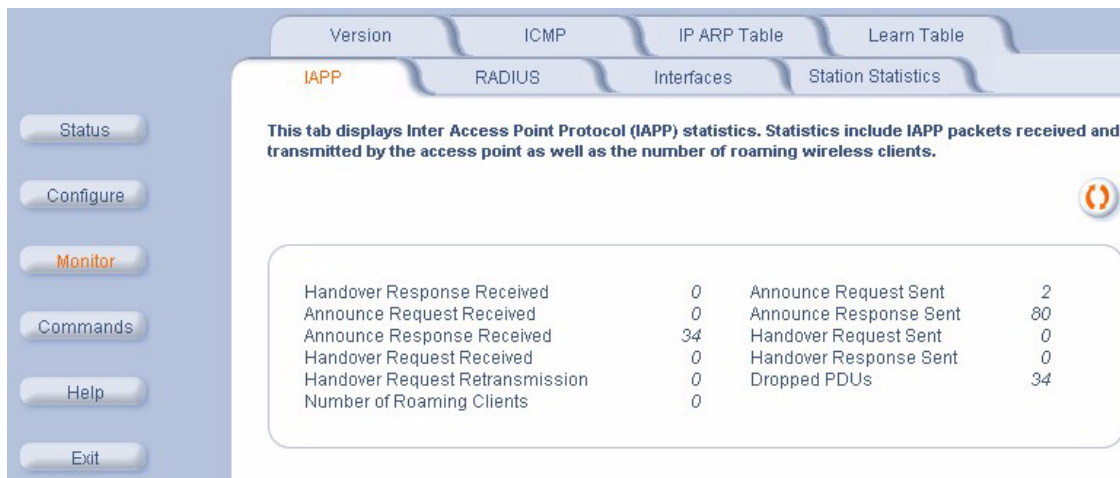 Version ICMP IP ARP Table Learn Table
IAPP RADIUS Interfaces Station Statistics
Status
Configure
Monitor
Commands
Help
Exit
This tab displays Inter Access Point Protocol (IAPP) statistics. Statistics include IAPP packets received and
transmitted by the access point as well as the number of roaming wireless clients.
Handover Response Received 0 Announce Request Sent 2
Announce Request Received 0 Announce Response Sent 80
Announce Response Received 34 Handover Request Sent 0
Handover Request Received 0 Handover Response Sent 0
Handover Request Retransmission 0 Dropped PDUs 34
Number of Roaming Clients 0